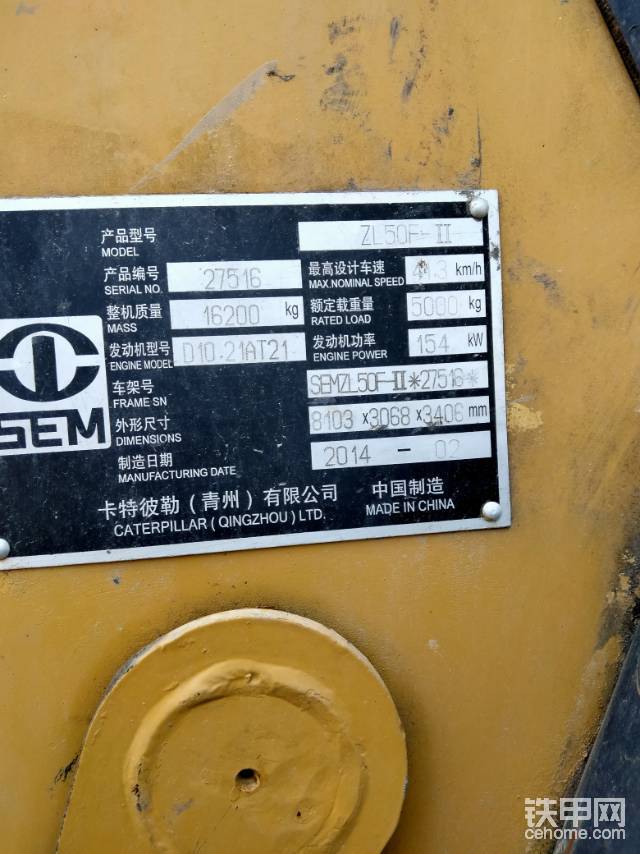 产品型号 ZL50F-II
MODEL
产品编号 27516 最高设计车速 km/h
SERIAL NO. MAX.NOMINAL SPEED
整机质量 16200 kg 额定载重量 5000 kg
MASS RATED LOAD
发动机型号 D10.21AT21 发动机功率 154 kW
ENGINE MODEL ENGINE POWER
车架号 SEMZL50F-II*27516*
FRAME SN
SEM
外形尺寸 8103 x3068 x3406 mm
DIMENSIONS
制造日期 2014 - 02
MANUFACTURING DATE
卡特彼勒（青州）有限公司 中国制造
CATERPILLAR ( QINGZHOU ) LTD. MADE IN CHINA
铁甲网
cehome.com